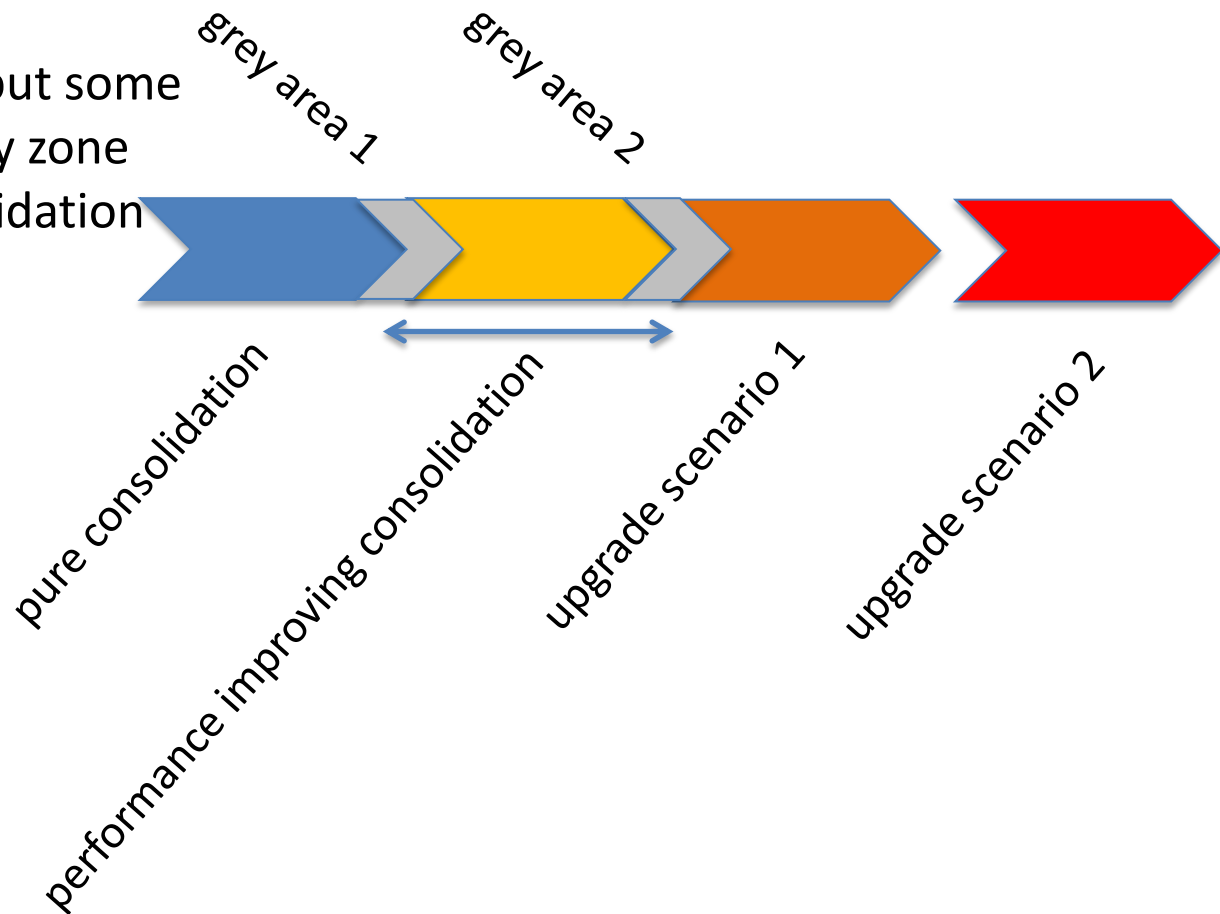 grey area 1
grey area 2
out some
zone
idation
pure consolidation
performance improving consolidation
upgrade scenario 1
upgrade scenario 2